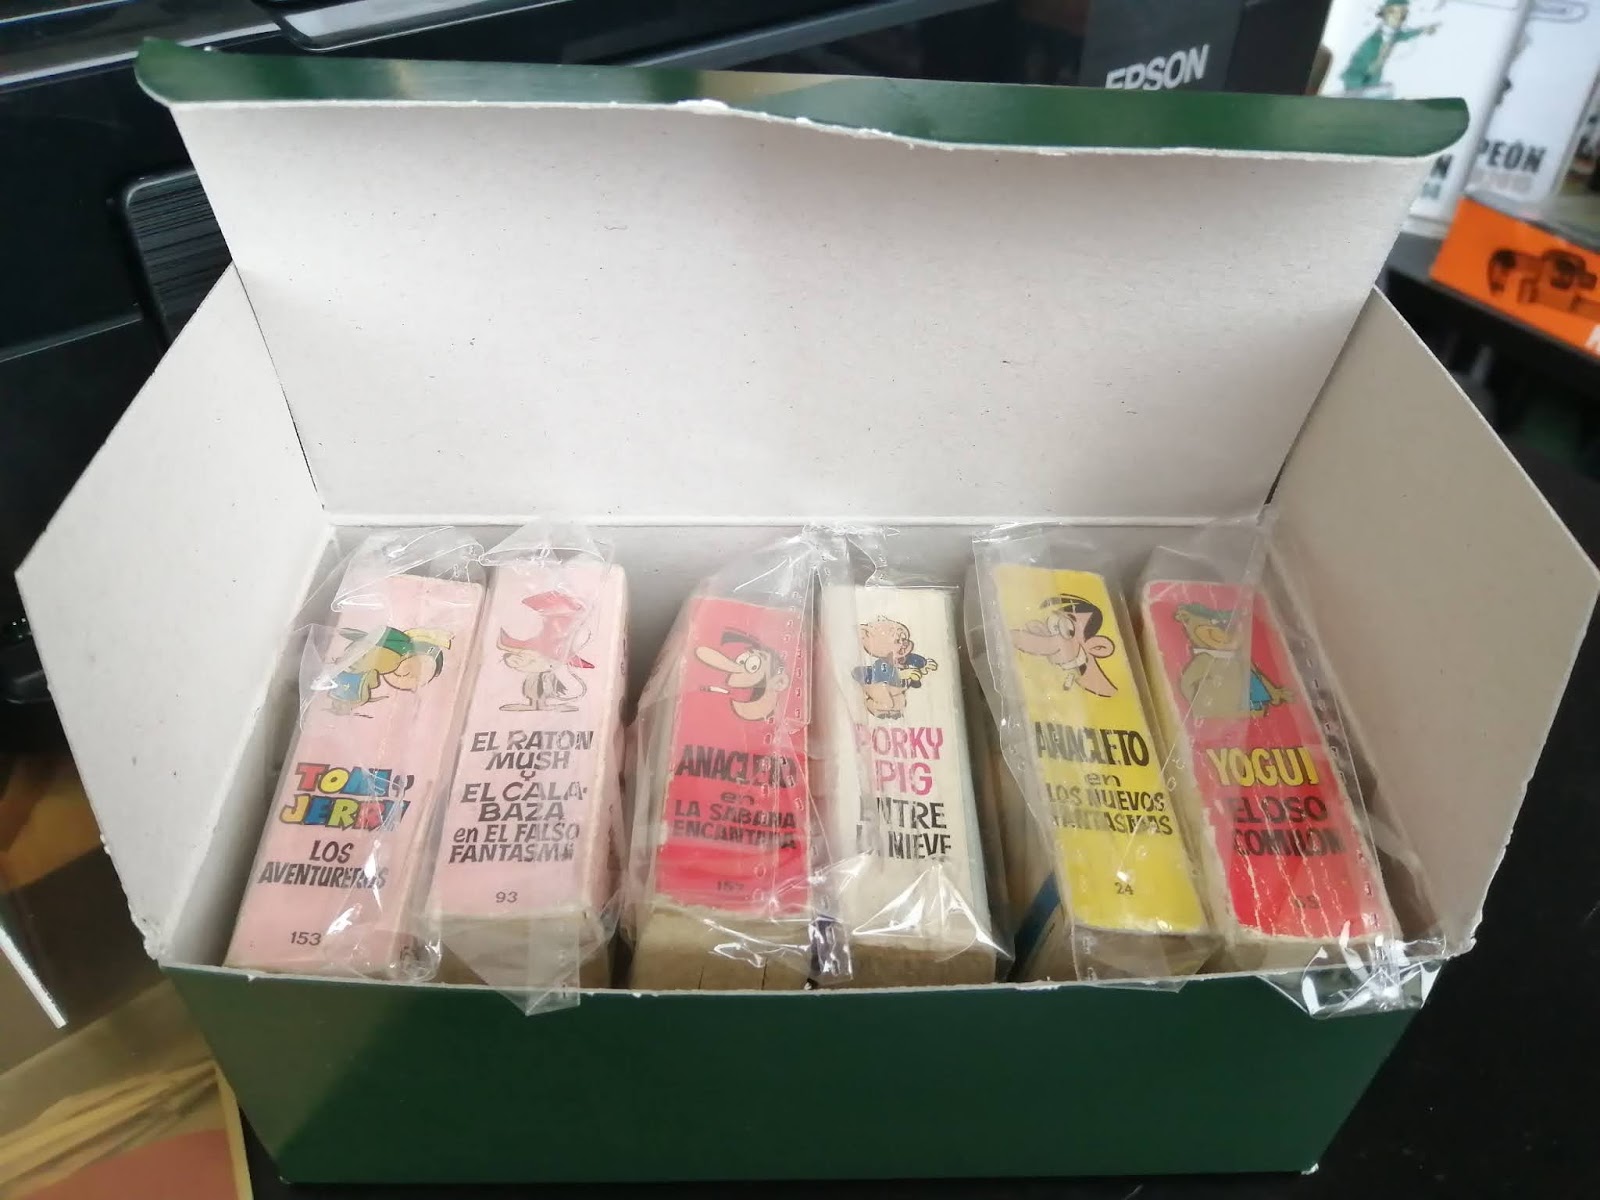 EPSON
PEÓN
TOM y
JERRY
LOS
AVENTUREROS
153
EL RATON
MUSH
Y
EL CALA-
BAZA
en EL FALSO
FANTASMA
93
ANACLETO
en
LA SABANA
ENCANTADA
PORKY
PIG
ENTRE
LA NIEVE
ANACLETO
en
LOS NUEVOS
FANTASMAS
24
YOGUI
EL OSO
COMILON